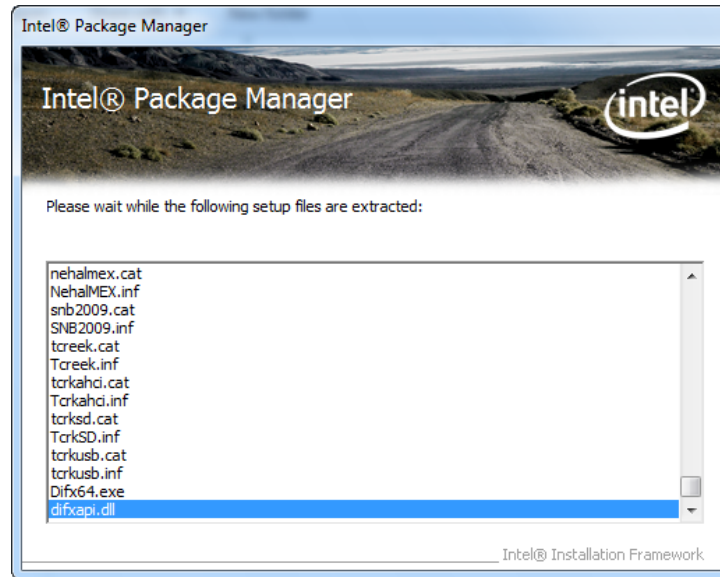 Intel® Package Manager
Intel® Package Manager
intel
Please wait while the following setup files are extracted:
nehalmex.cat
NehalMEX.inf
snb2009.cat
SNB2009.inf
tcreek.cat
Tcreek.inf
tcrkahci.cat
Tcrkahci.inf
tcrksd.cat
TcrkSD.inf
tcrkusb.cat
tcrkusb.inf
Difx64.exe
difxapi.dll
Intel® Installation Framework